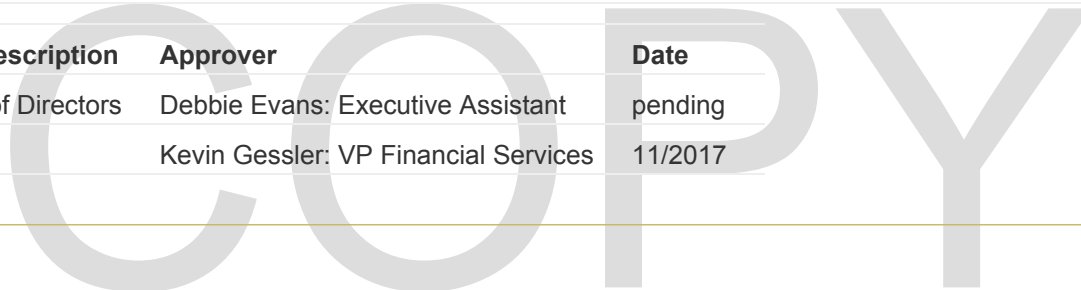 escription Approver Date
of Directors Debbie Evans: Executive Assistant pending
Kevin Gessler: VP Financial Services 11/2017
COPY